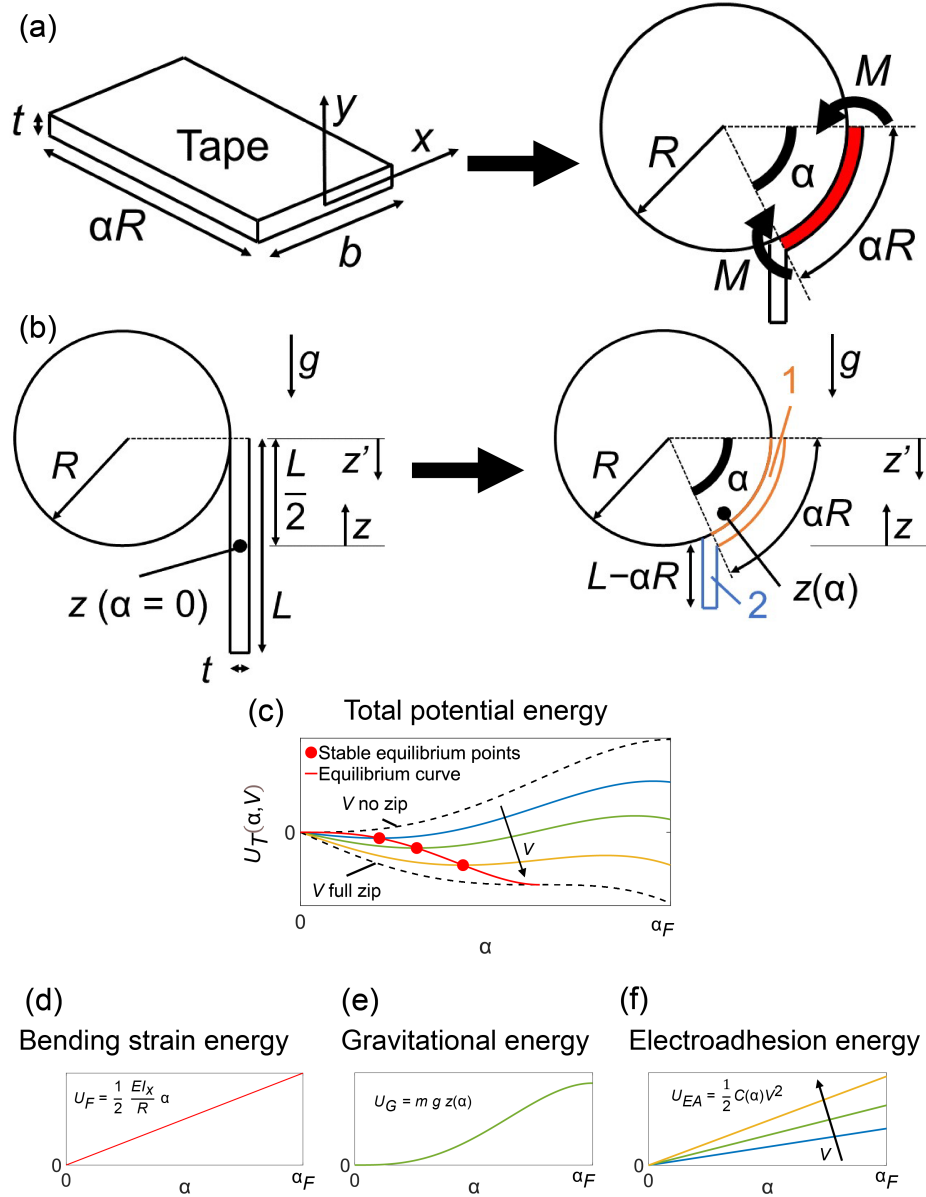 (a)
t
Tape
y
x
αR
b
R
α
M
M
αR
(b)
R
g
L
2
z'
z
z (α = 0)
L
t
R
α
g
1
z'
αR
z
L−αR
2
z(α)
(c) Total potential energy
Stable equilibrium points
Equilibrium curve
V no zip
V
V full zip
U_T(α,V)
0
0
α
α_F
(d)
Bending strain energy
U_F = 1/2 EI_x/R α
0
0
α
α_F
(e)
Gravitational energy
U_G = m g z(α)
0
0
α
α_F
(f)
Electroadhesion energy
U_EA = 1/2 C(α)V²
V
0
0
α
α_F